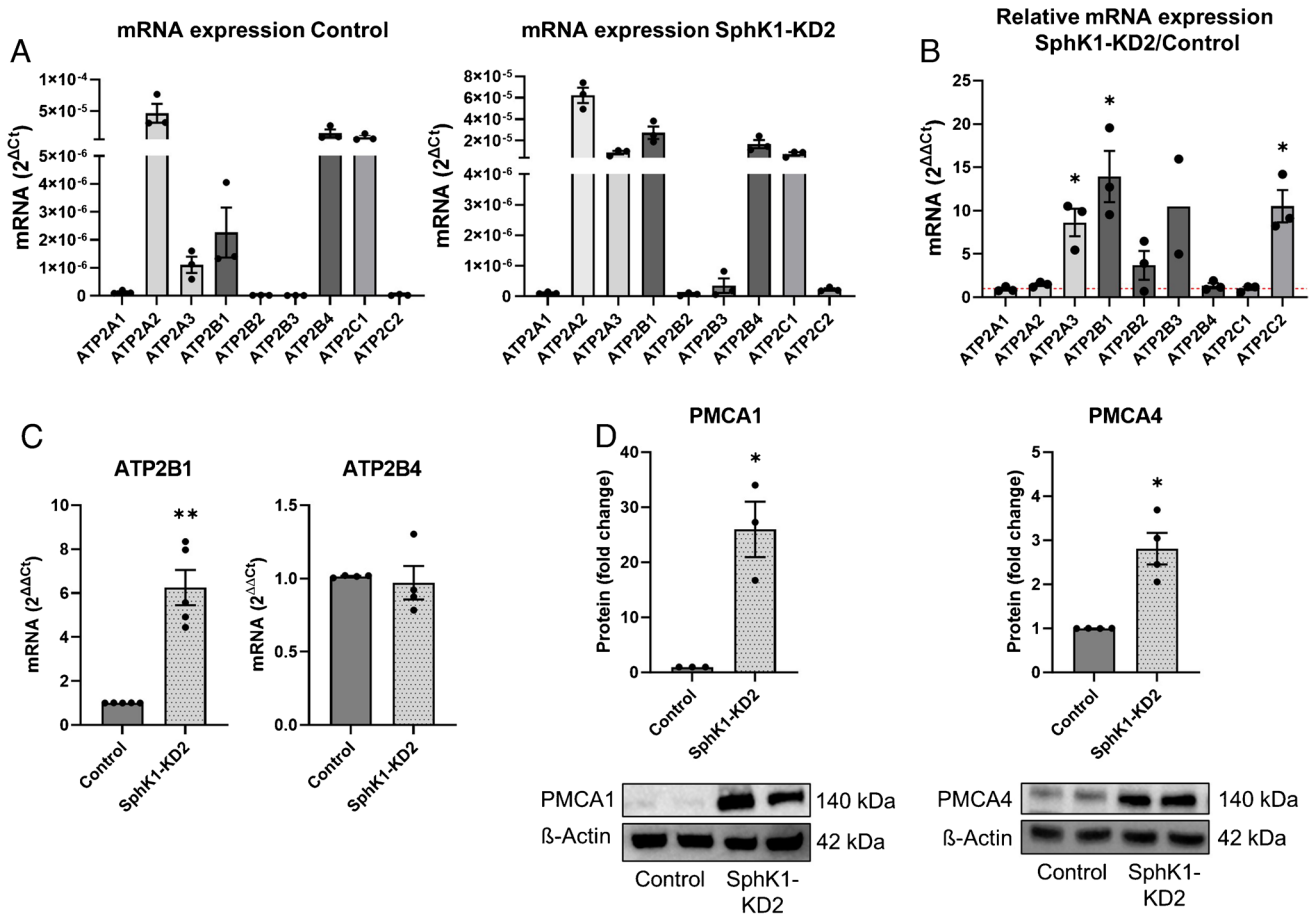 A
mRNA expression Control
mRNA (2^ΔCt)
1×10⁻⁴
5×10⁻⁵
5×10⁻⁶
4×10⁻⁶
3×10⁻⁶
2×10⁻⁶
1×10⁻⁶
0
ATP2A1
ATP2A2
ATP2A3
ATP2B1
ATP2B2
ATP2B3
ATP2B4
ATP2C1
ATP2C2
mRNA expression SphK1-KD2
mRNA (2^ΔCt)
8×10⁻⁵
6×10⁻⁵
4×10⁻⁵
2×10⁻⁵
4×10⁻⁶
3×10⁻⁶
2×10⁻⁶
1×10⁻⁶
0
ATP2A1
ATP2A2
ATP2A3
ATP2B1
ATP2B2
ATP2B3
ATP2B4
ATP2C1
ATP2C2
B
Relative mRNA expression
SphK1-KD2/Control
mRNA (2^ΔΔCt)
25
20
15
10
5
0
*
*
*
ATP2A1
ATP2A2
ATP2A3
ATP2B1
ATP2B2
ATP2B3
ATP2B4
ATP2C1
ATP2C2
C
ATP2B1
mRNA (2^ΔΔCt)
10
8
6
4
2
0
**
Control
SphK1-KD2
ATP2B4
mRNA (2^ΔΔCt)
1.5
1.0
0.5
0.0
Control
SphK1-KD2
D
PMCA1
Protein (fold change)
40
30
20
10
0
*
Control
SphK1-KD2
PMCA1
140 kDa
ß-Actin
42 kDa
Control
SphK1-
KD2
PMCA4
Protein (fold change)
5
4
3
2
1
0
*
Control
SphK1-KD2
PMCA4
140 kDa
ß-Actin
42 kDa
Control
SphK1-
KD2